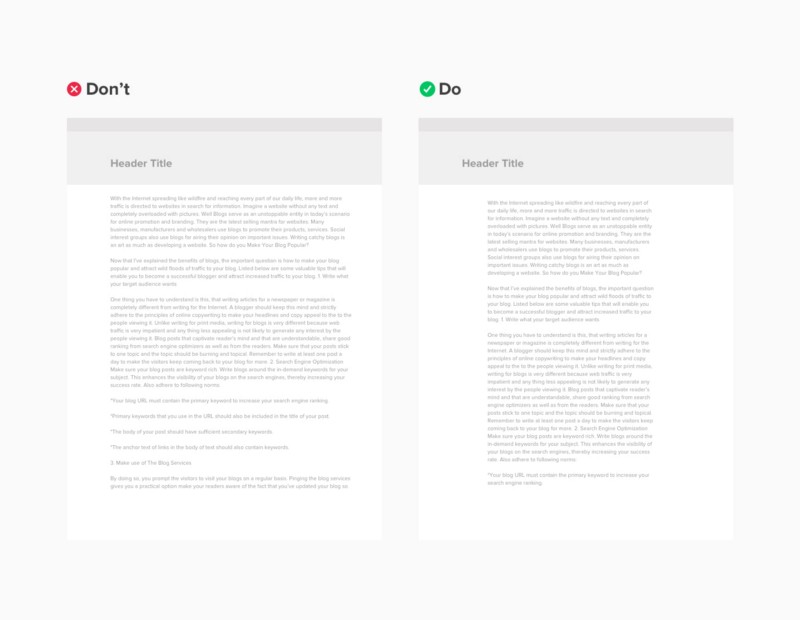 Don't
Header Title
With the Internet spreading like wildfire and reaching every part of our daily life, more and more
traffic is directed to websites in search for information. Imagine a website without any text and
completely overloaded with pictures. Well Blogs serve as an unstoppable entity in today's scenario
for online promotion and branding. They are the latest selling mantra for websites. Many
businesses, manufacturers and wholesalers use blogs to promote their products, services. Social
interest groups also use blogs for airing their opinion on important issues. Writing catchy blogs is
an art as much as developing a website. So how do you Make Your Blog Popular?
Now that I've explained the benefits of blogs, the important question is how to make your blog
popular and attract wild floods of traffic to your blog. Listed below are some valuable tips that will
enable you to become a successful blogger and attract increased traffic to your blog. 1. Write what
your target audience wants
One thing you have to understand is this, that writing articles for a newspaper or magazine is
completely different from writing for the Internet. A blogger should keep this mind and strictly
adhere to the principles of online copywriting to make your headlines and copy appeal to the to the
people viewing it. Unlike writing for print media, writing for blogs is very different because web
traffic is very impatient and any thing less appealing is not likely to generate any interest by the
people viewing it. Blog posts that captivate reader's mind and that are understandable, share good
ranking from search engine optimizers as well as from the readers. Make sure that your posts stick
to one topic and the topic should be burning and topical. Remember to write at least one post a
day to make the visitors keep coming back to your blog for more. 2. Search Engine Optimization
Make sure your blog posts are keyword rich. Write blogs around the in demand keywords for your
subject. This enhances the visibility of your blogs on the search engines, thereby increasing your
success rate. Also adhere to following norms:
*Your blog URL must contain the primary keyword to increase your search engine ranking
*Primary keywords that you use in the URL should also be included in the title of your post
*The body of your post should have sufficient secondary keywords.
*The anchor text of links in the body of text should also contain keywords.
3. Make use of The Blog Services
By doing so, you prompt the visitors to visit your blogs on a regular basis. Pinging the blog services
gives you a practical option make your readers aware of the fact that you've updated your blog so
Do
Header Title
With the Internet spreading like wildfire and reaching every part of
our daily life, more and more traffic is directed to websites in search
for information. Imagine a website without any text and completely
overloaded with pictures. Well Blogs serve as an unstoppable entity
in today's scenario for online promotion and branding. They are the
latest selling mantra for websites. Many businesses, manufacturers
and wholesalers use blogs to promote their products, services.
Social interest groups also use blogs for airing their opinion on
important issues. Writing catchy blogs is an art as much as
developing a website. So how do you Make Your Blog Popular?
Now that I've explained the benefits of blogs, the important question
is how to make your blog popular and attract wild floods of traffic to
your blog. Listed below are some valuable tips that will enable you
to become a successful blogger and attract increased traffic to your
blog. 1. Write what your target audience wants
One thing you have to understand is this, that writing articles for a
newspaper or magazine is completely different from writing for the
Internet. A blogger should keep this mind and strictly adhere to the
principles of online copywriting to make your headlines and copy
appeal to the to the people viewing it. Unlike writing for print media,
writing for blogs is very different because web traffic is very
impatient and any thing less appealing is not likely to generate any
interest by the people viewing it. Blog posts that captivate reader's
mind and that are understandable, share good ranking from search
engine optimizers as well as from the readers. Make sure that your
posts stick to one topic and the topic should be burning and topical.
Remember to write at least one post a day to make the visitors keep
coming back to your blog for more. 2. Search Engine Optimization
Make sure your blog posts are keyword rich. Write blogs around the
in demand keywords for your subject. This enhances the visibility of
your blogs on the search engines, thereby increasing your success
rate. Also adhere to following norms:
*Your blog URL must contain the primary keyword to increase your
search engine ranking